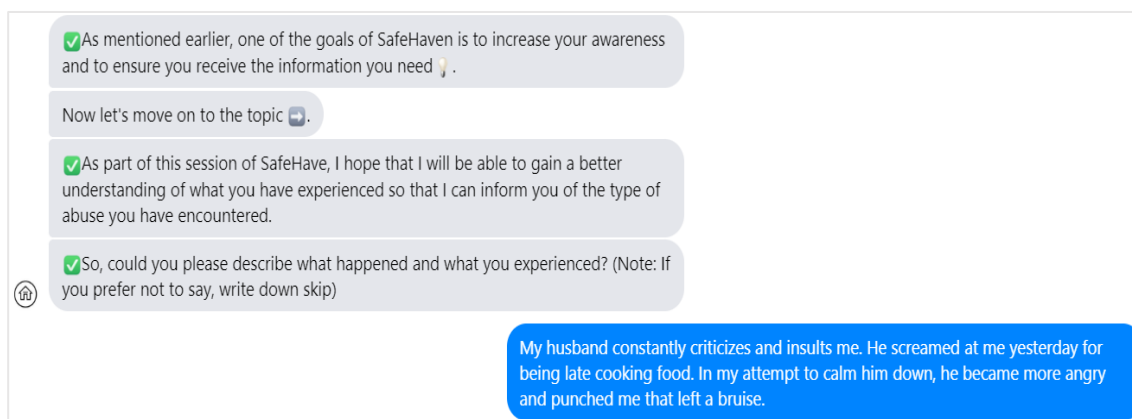 ✅As mentioned earlier, one of the goals of SafeHaven is to increase your awareness
and to ensure you receive the information you need💡.
Now let's move on to the topic ➡️.
✅As part of this session of SafeHave, I hope that I will be able to gain a better
understanding of what you have experienced so that I can inform you of the type of
abuse you have encountered.
✅So, could you please describe what happened and what you experienced? (Note: If
you prefer not to say, write down skip)
My husband constantly criticizes and insults me. He screamed at me yesterday for
being late cooking food. In my attempt to calm him down, he became more angry
and punched me that left a bruise.